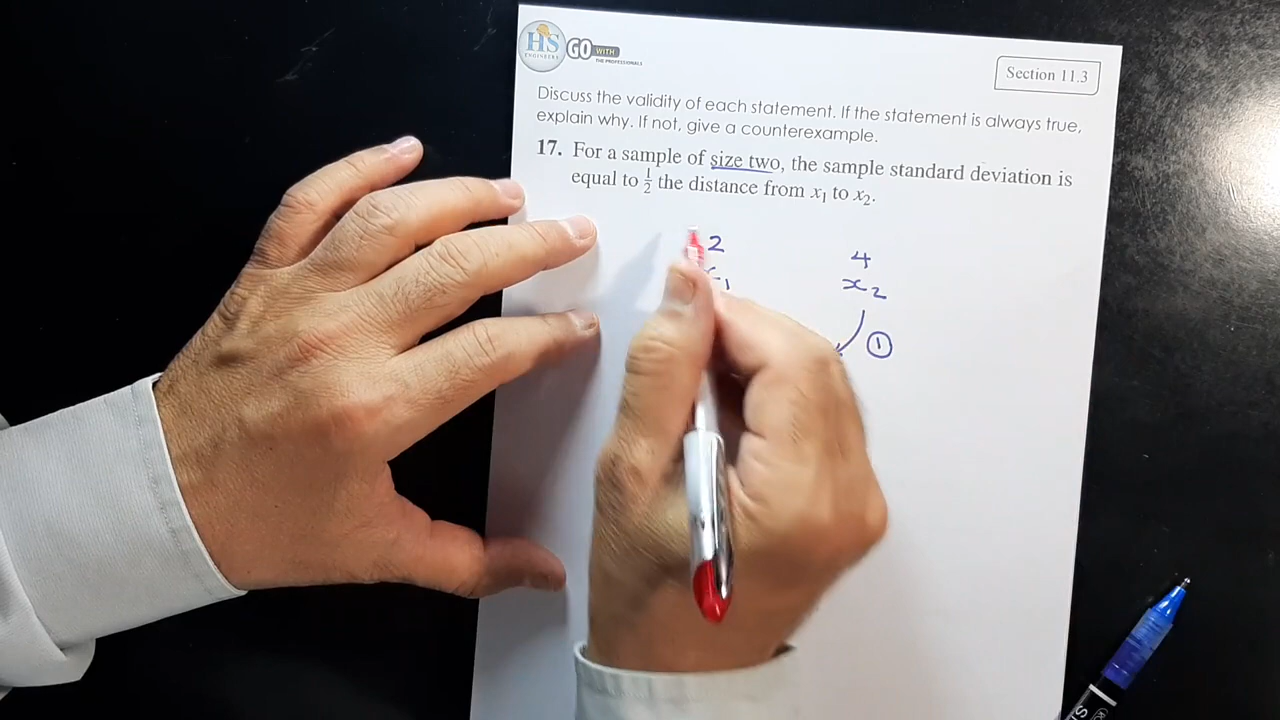 HS
ENGINEERS
GO WITH
THE PROFESSIONALS
Section 11.3
Discuss the validity of each statement. If the statement is always true,
explain why. If not, give a counterexample.
17. For a sample of size two, the sample standard deviation is
equal to 1/2 the distance from x₁ to x₂.
2 4
x₂
①